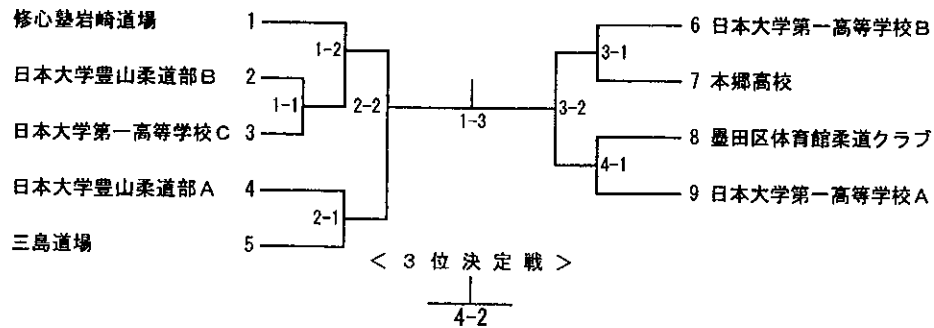 修心塾岩崎道場 1
1-2
日本大学豊山柔道部B 2
1-1
日本大学第一高等学校C 3
2-2
日本大学豊山柔道部A 4
2-1
三島道場 5
1-3
6 日本大学第一高等学校B
3-1
7 本郷高校
3-2
8 墨田区体育館柔道クラブ
4-1
9 日本大学第一高等学校A
＜３位決定戦＞
4-2